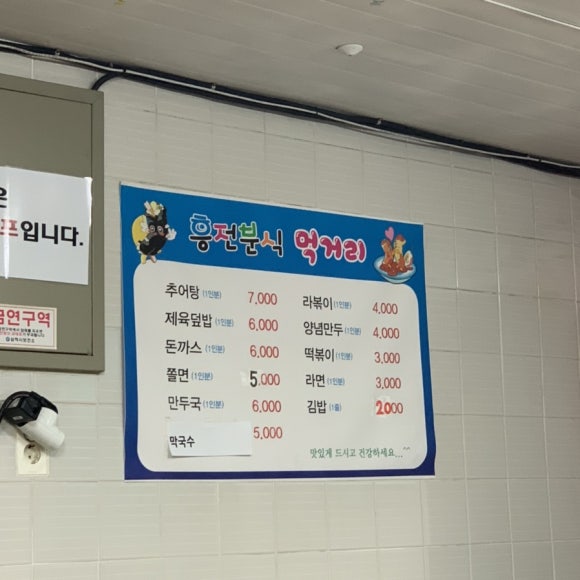 은
프입니다.
금연구역
흥전분식 먹거리
추어탕 (1인분) 7,000
제육덮밥 (1인분) 6,000
돈까스 (1인분) 6,000
쫄면 (1인분) 5,000
만두국 (1인분) 6,000
막국수 5,000
라볶이 (1인분) 4,000
양념만두 (1인분) 4,000
떡볶이 (1인분) 3,000
라면 (1인분) 3,000
김밥 (1줄) 2000
맛있게 드시고 건강하세요...^^